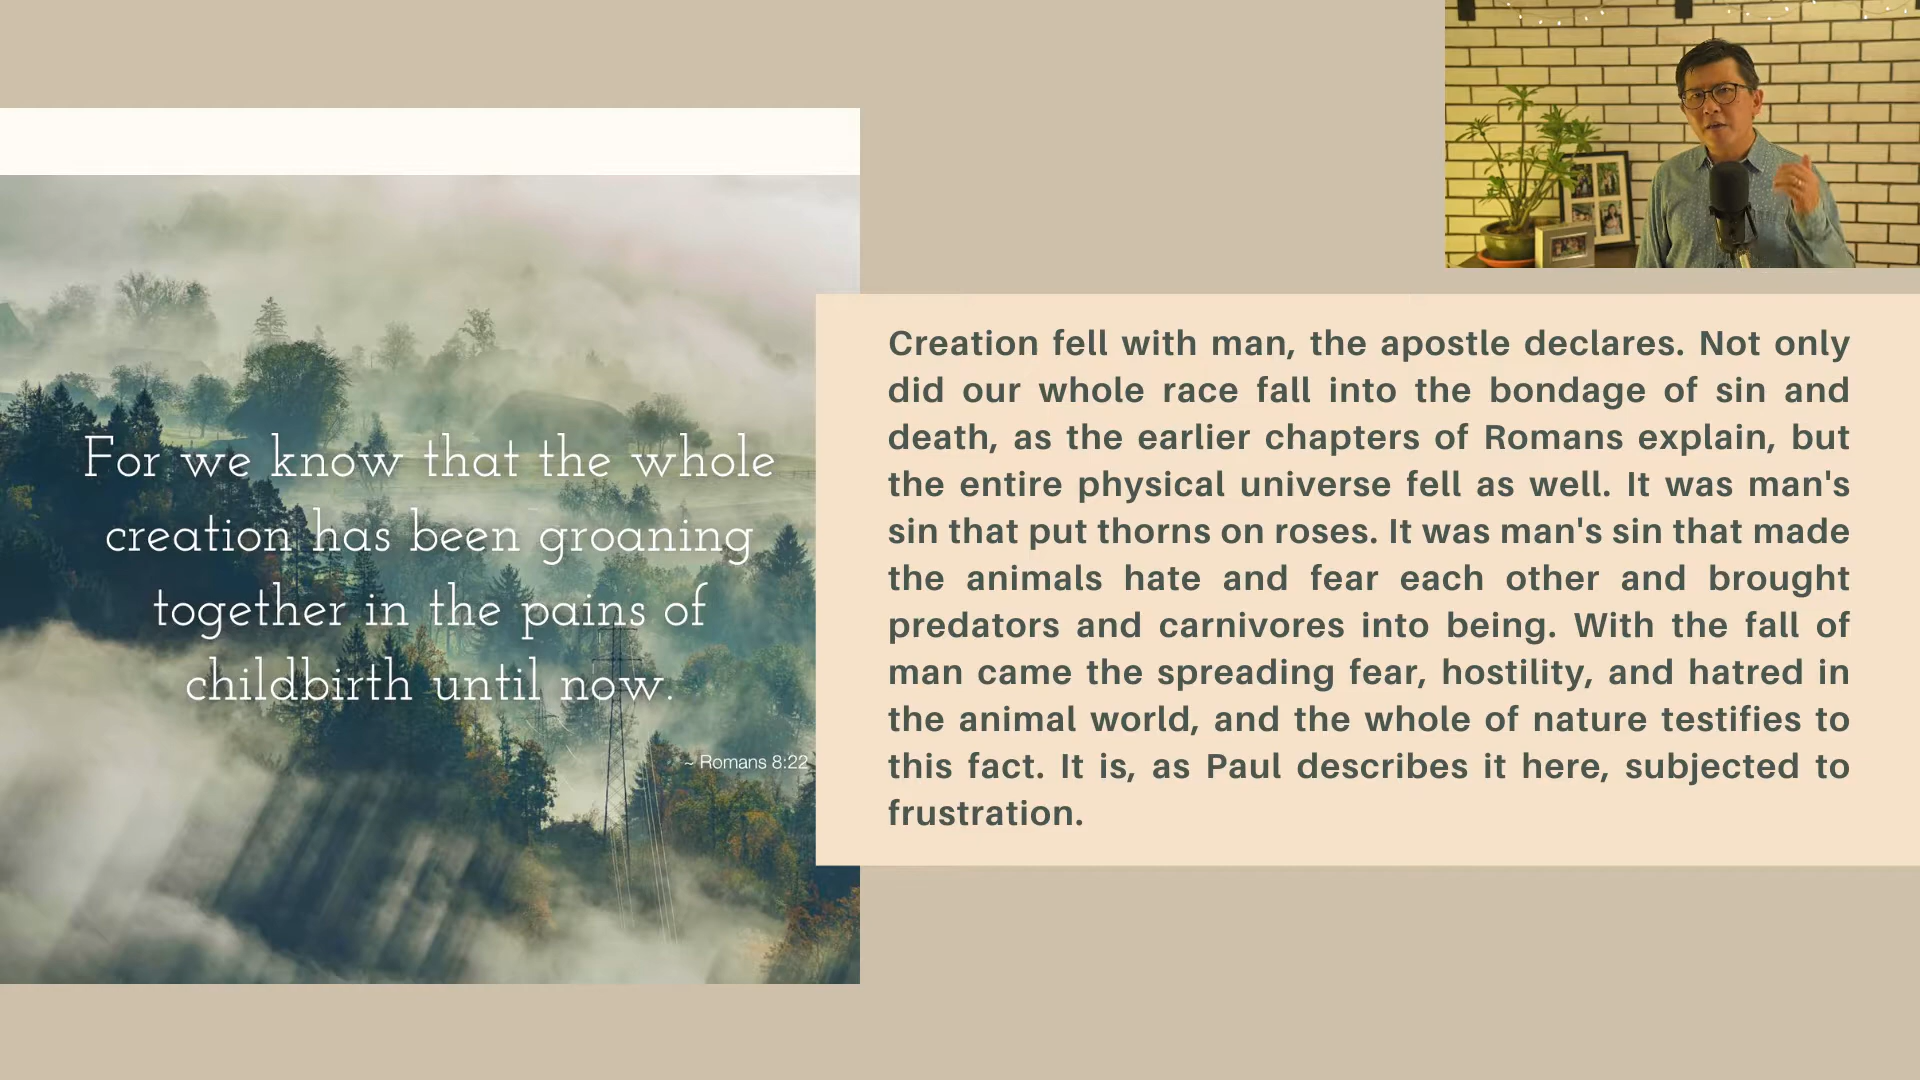 For we know that the whole
creation has been groaning
together in the pains of
childbirth until now.
~ Romans 8:22
Creation fell with man, the apostle declares. Not only
did our whole race fall into the bondage of sin and
death, as the earlier chapters of Romans explain, but
the entire physical universe fell as well. It was man's
sin that put thorns on roses. It was man's sin that made
the animals hate and fear each other and brought
predators and carnivores into being. With the fall of
man came the spreading fear, hostility, and hatred in
the animal world, and the whole of nature testifies to
this fact. It is, as Paul describes it here, subjected to
frustration.